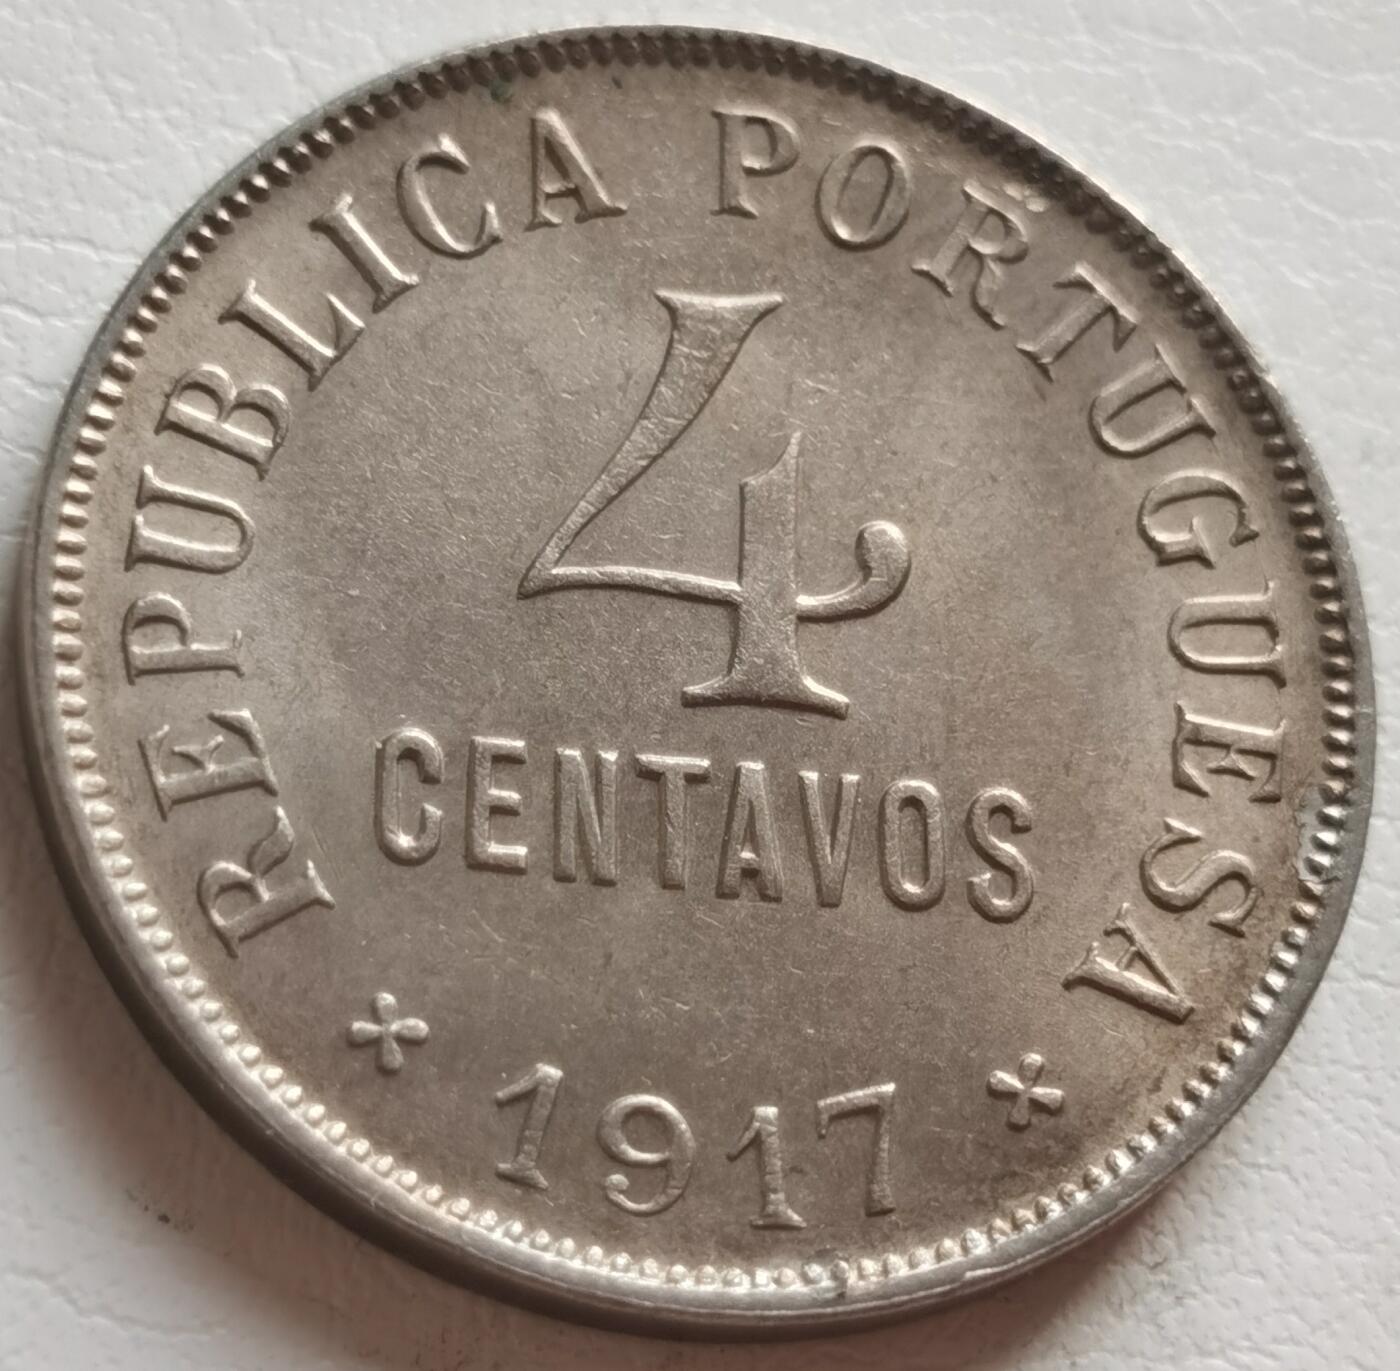 REPUBLICA PORTUGUESA
4
CENTAVOS
1917